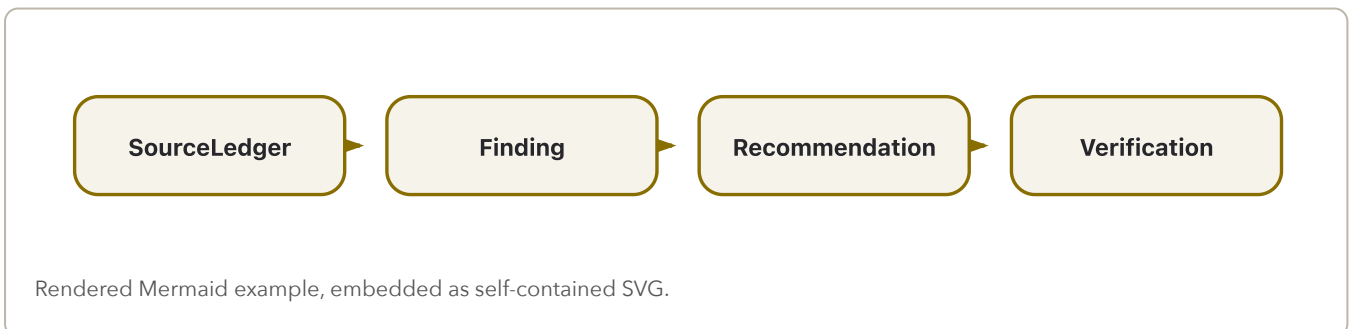 SourceLedger
Finding
Recommendation
Verification
Rendered Mermaid example, embedded as self-contained SVG.